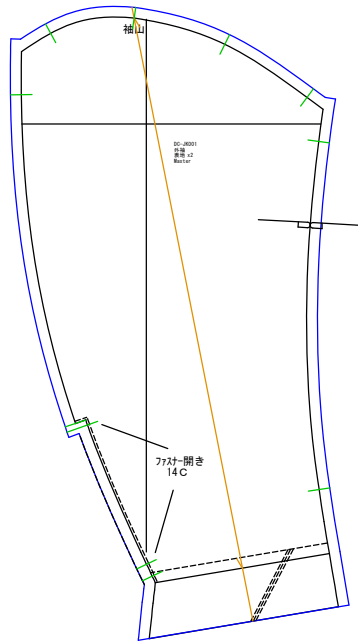 袖山
DC-JK001
外袖
表地 x2
Master
ﾌｧｽﾅｰ開き
14C